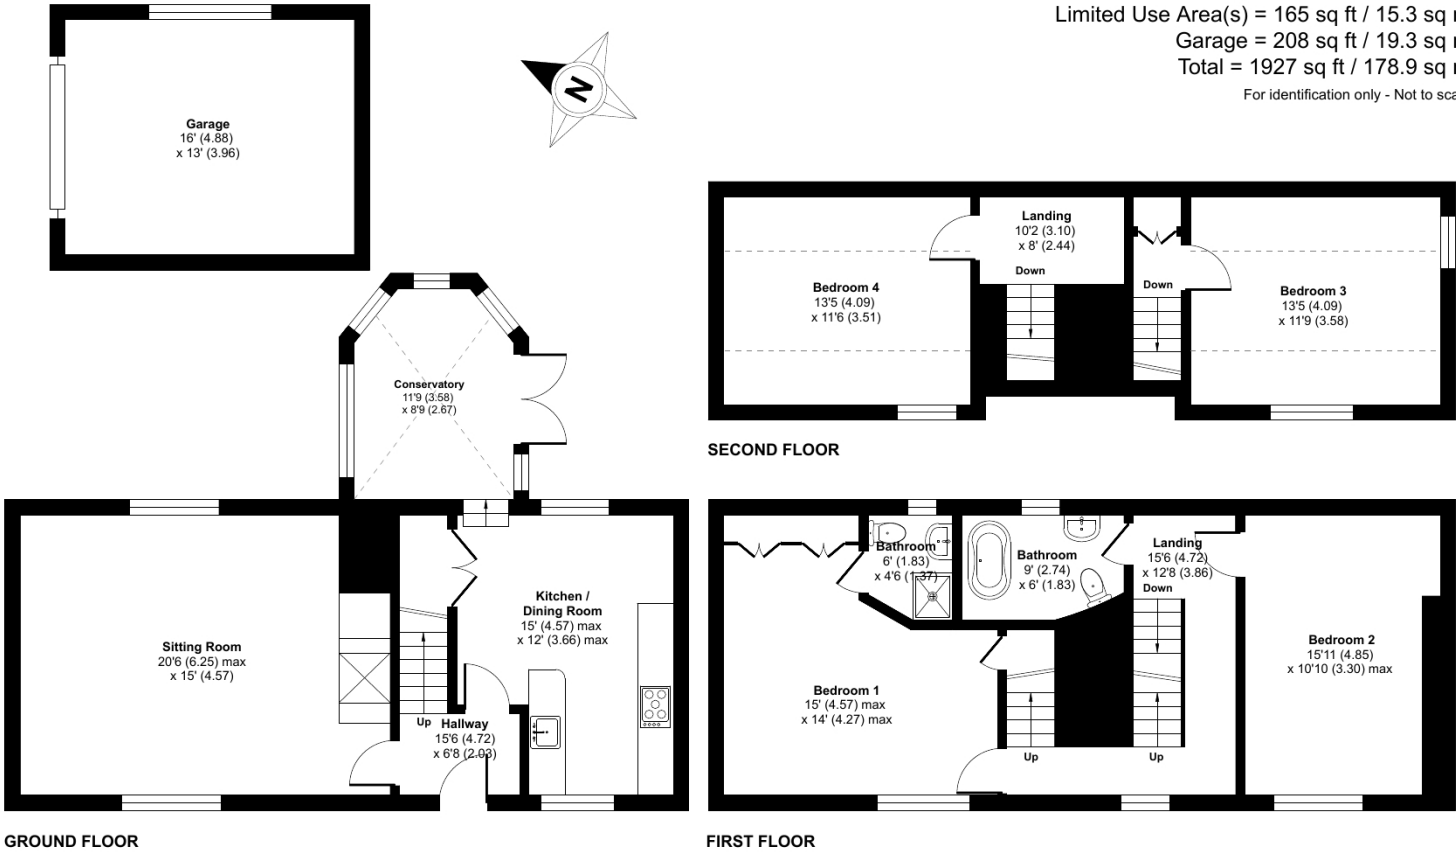 Limited Use Area(s) = 165 sq ft / 15.3 sq
Garage = 208 sq ft / 19.3 sq
Total = 1927 sq ft / 178.9 sq
For identification only - Not to
N
Garage
16' (4.88)
x 13' (3.96)
Conservatory
11'9 (3.58)
x 8'9 (2.67)
Sitting Room
20'6 (6.25) max
x 15' (4.57)
Kitchen /
Dining Room
15' (4.57) max
x 12' (3.66) max
Up
Hallway
15'6 (4.72)
x 6'8 (2.03)
GROUND FLOOR
Bedroom 4
13'5 (4.09)
x 11'6 (3.51)
Landing
10'2 (3.10)
x 8' (2.44)
Down
Down
Bedroom 3
13'5 (4.09)
x 11'9 (3.58)
SECOND FLOOR
Bathroom
6' (1.83)
x 4'6 (1.37)
Bathroom
9' (2.74)
x 6' (1.83)
Landing
15'6 (4.72)
x 12'8 (3.86)
Down
Bedroom 1
15' (4.57) max
x 14' (4.27) max
Up
Up
Bedroom 2
15'11 (4.85)
x 10'10 (3.30) max
FIRST FLOOR